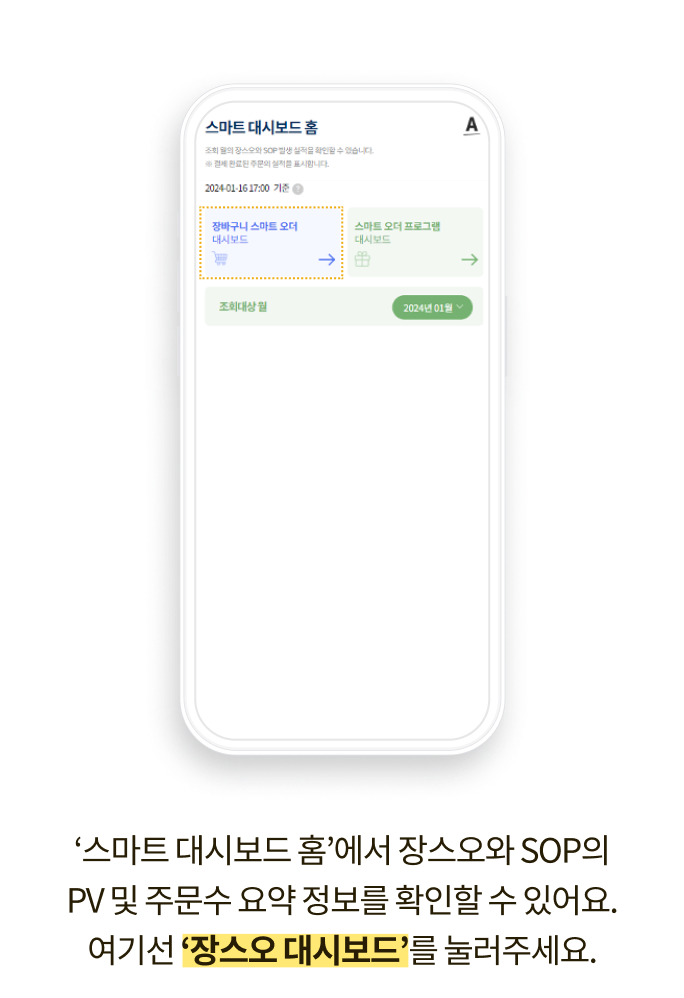 스마트 대시보드 홈
A
조회 월의 장스오와 SOP 발생 실적을 확인할 수 있습니다.
※ 결제 완료된 주문의 실적을 표시합니다.
2024-01-16 17:00 기준 ?
장바구니 스마트 오더
대시보드
스마트 오더 프로그램
대시보드
조회대상 월
2024년 01월
‘스마트 대시보드 홈’에서 장스오와 SOP의
PV 및 주문수 요약 정보를 확인할 수 있어요.
여기선 ‘장스오 대시보드’를 눌러주세요.